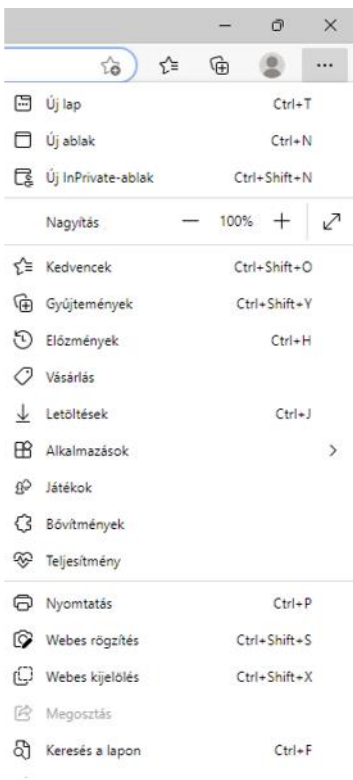 Új lap Ctrl+T
Új ablak Ctrl+N
Új InPrivate-ablak Ctrl+Shift+N
Nagyítás — 100% +
Kedvencek Ctrl+Shift+O
Gyűjtemények Ctrl+Shift+Y
Előzmények Ctrl+H
Vásárlás
Letöltések Ctrl+J
Alkalmazások
Játékok
Bővítmények
Teljesítmény
Nyomtatás Ctrl+P
Webes rögzítés Ctrl+Shift+S
Webes kijelölés Ctrl+Shift+X
Megosztás
Keresés a lapon Ctrl+F